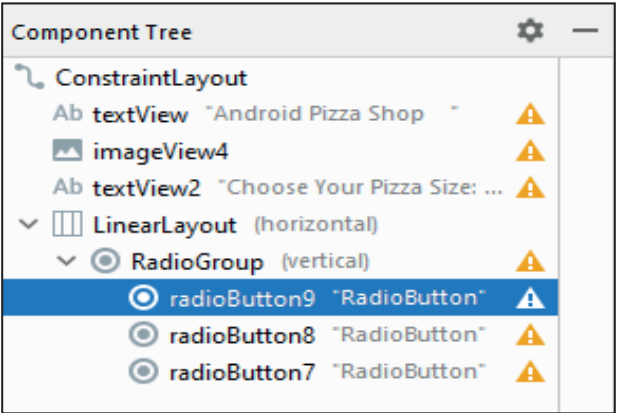 Component Tree
ConstraintLayout
Ab textView "Android Pizza Shop "
imageView4
Ab textView2 "Choose Your Pizza Size: ...
LinearLayout (horizontal)
RadioGroup (vertical)
radioButton9 "RadioButton"
radioButton8 "RadioButton"
radioButton7 "RadioButton"